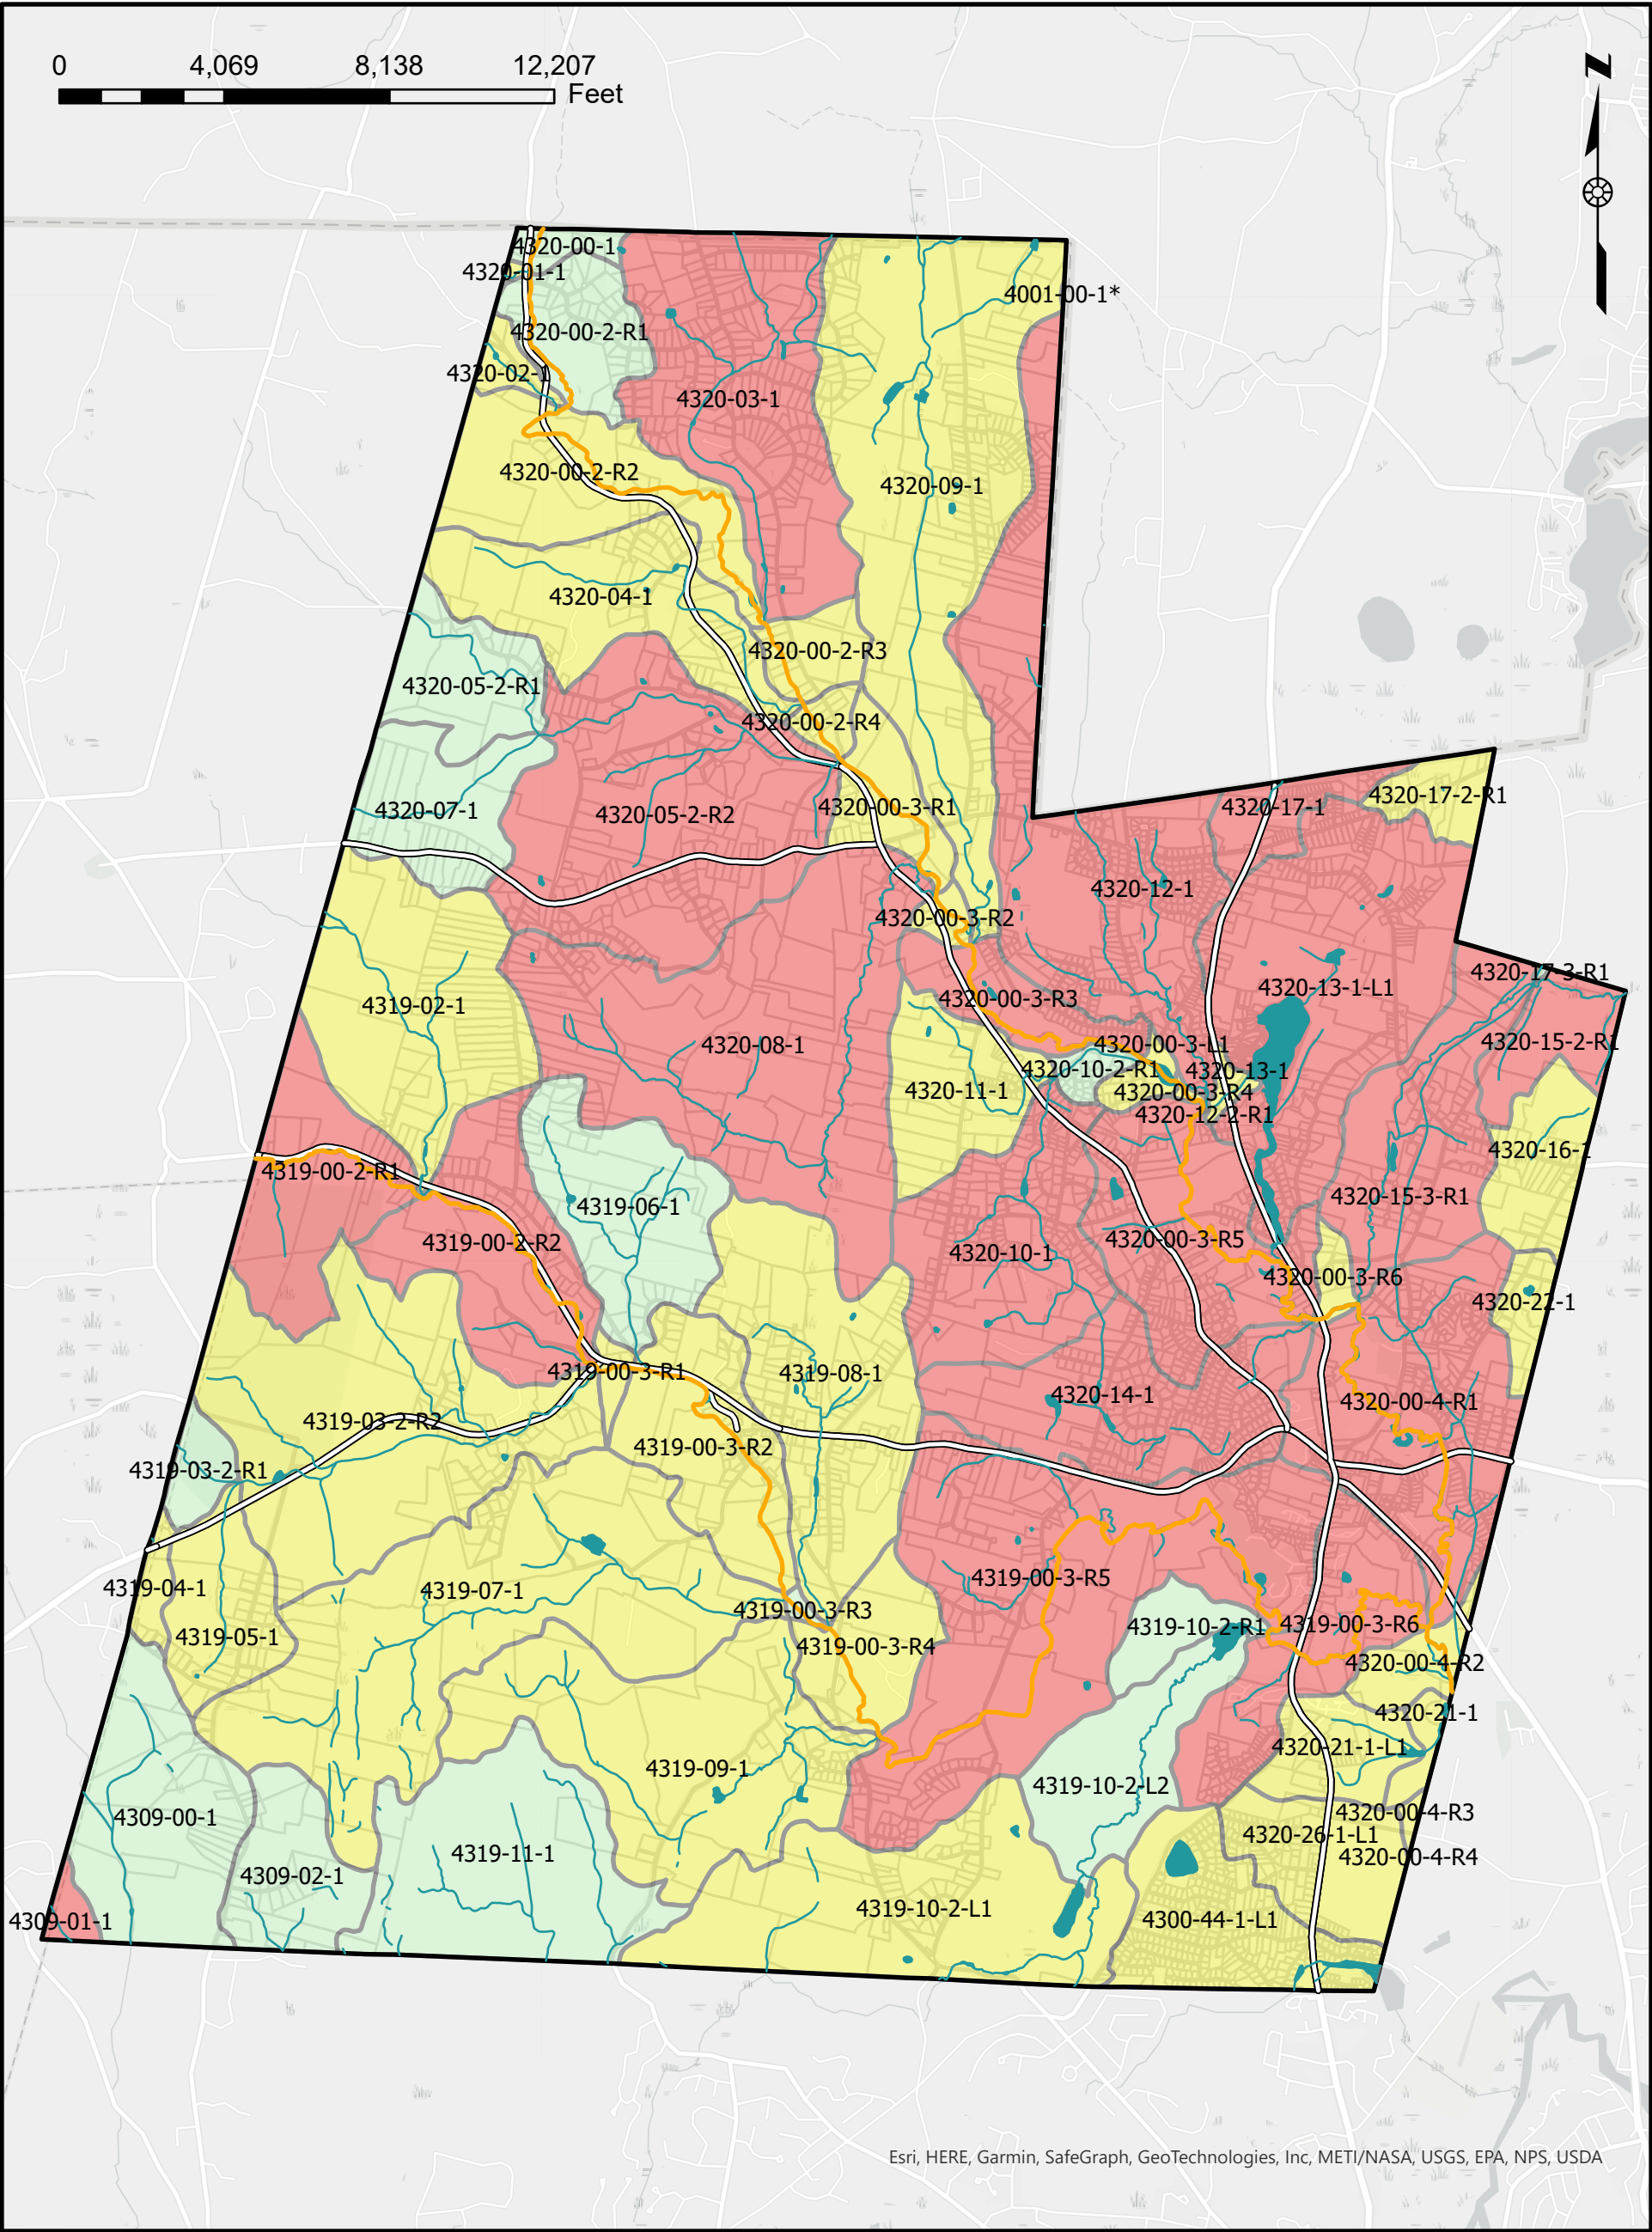 0 4,069 8,138 12,207
Feet
N
4320-00-1
4320-01-1
4001-00-1*
4320-00-2-R1
4320-02-1
4320-03-1
4320-00-2-R2
4320-09-1
4320-04-1
4320-00-2-R3
4320-05-2-R1
4320-00-2-R4
4320-17-2-R1
4320-07-1
4320-05-2-R2
4320-00-3-R1
4320-17-1
4320-12-1
4320-00-3-R2
4320-17-3-R1
4320-13-1-L1
4320-00-3-R3
4319-02-1
4320-08-1
4320-00-3-L1
4320-15-2-R1
4320-10-2-R1
4320-13-1
4320-11-1
4320-00-3-R4
4320-12-2-R1
4320-16-1
4319-00-2-R1
4320-15-3-R1
4319-06-1
4319-00-2-R2
4320-10-1
4320-00-3-R5
4320-00-3-R6
4320-22-1
4319-00-3-R1
4319-08-1
4320-14-1
4320-00-4-R1
4319-03-2-R2
4319-00-3-R2
4319-03-2-R1
4319-00-3-R5
4319-04-1
4319-07-1
4319-00-3-R3
4319-10-2-R1
4319-00-3-R6
4319-05-1
4319-00-3-R4
4320-00-4-R2
4320-21-1
4320-21-1-L1
4319-09-1
4319-10-2-L2
4309-00-1
4320-00-4-R3
4320-26-1-L1
4319-11-1
4320-00-4-R4
4309-02-1
4319-10-2-L1
4300-44-1-L1
4309-01-1
Esri, HERE, Garmin, SafeGraph, GeoTechnologies, Inc, METI/NASA, USGS, EPA, NPS, USDA